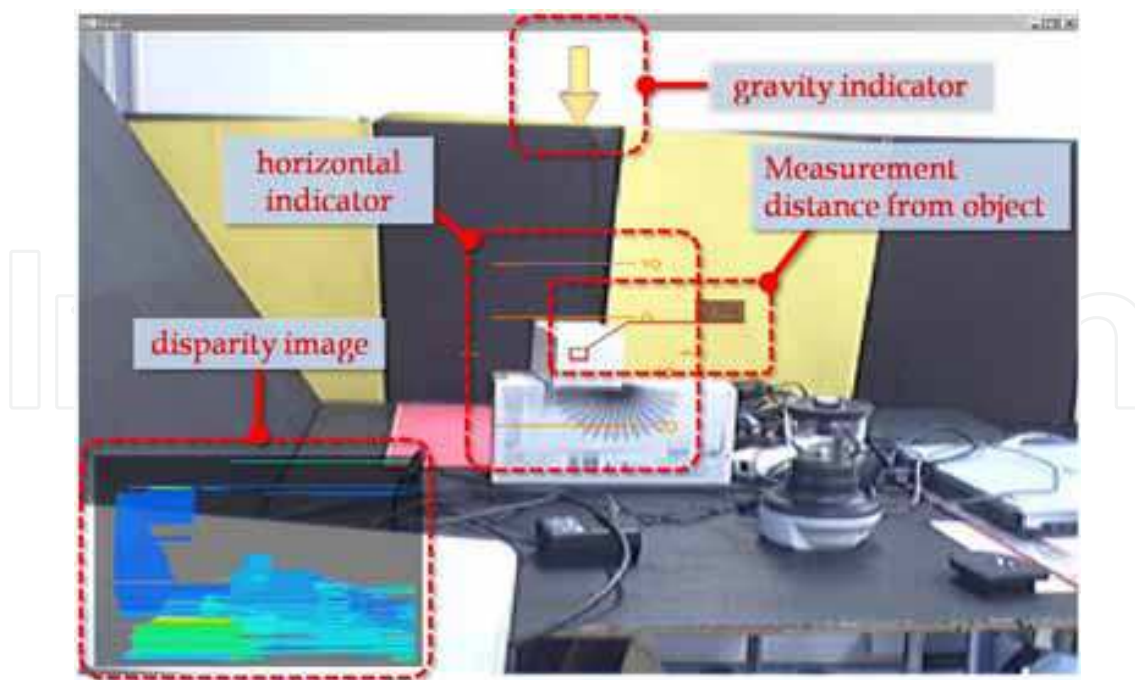 gravity indicator
horizontal
indicator
Measurement
distance from object
disparity image